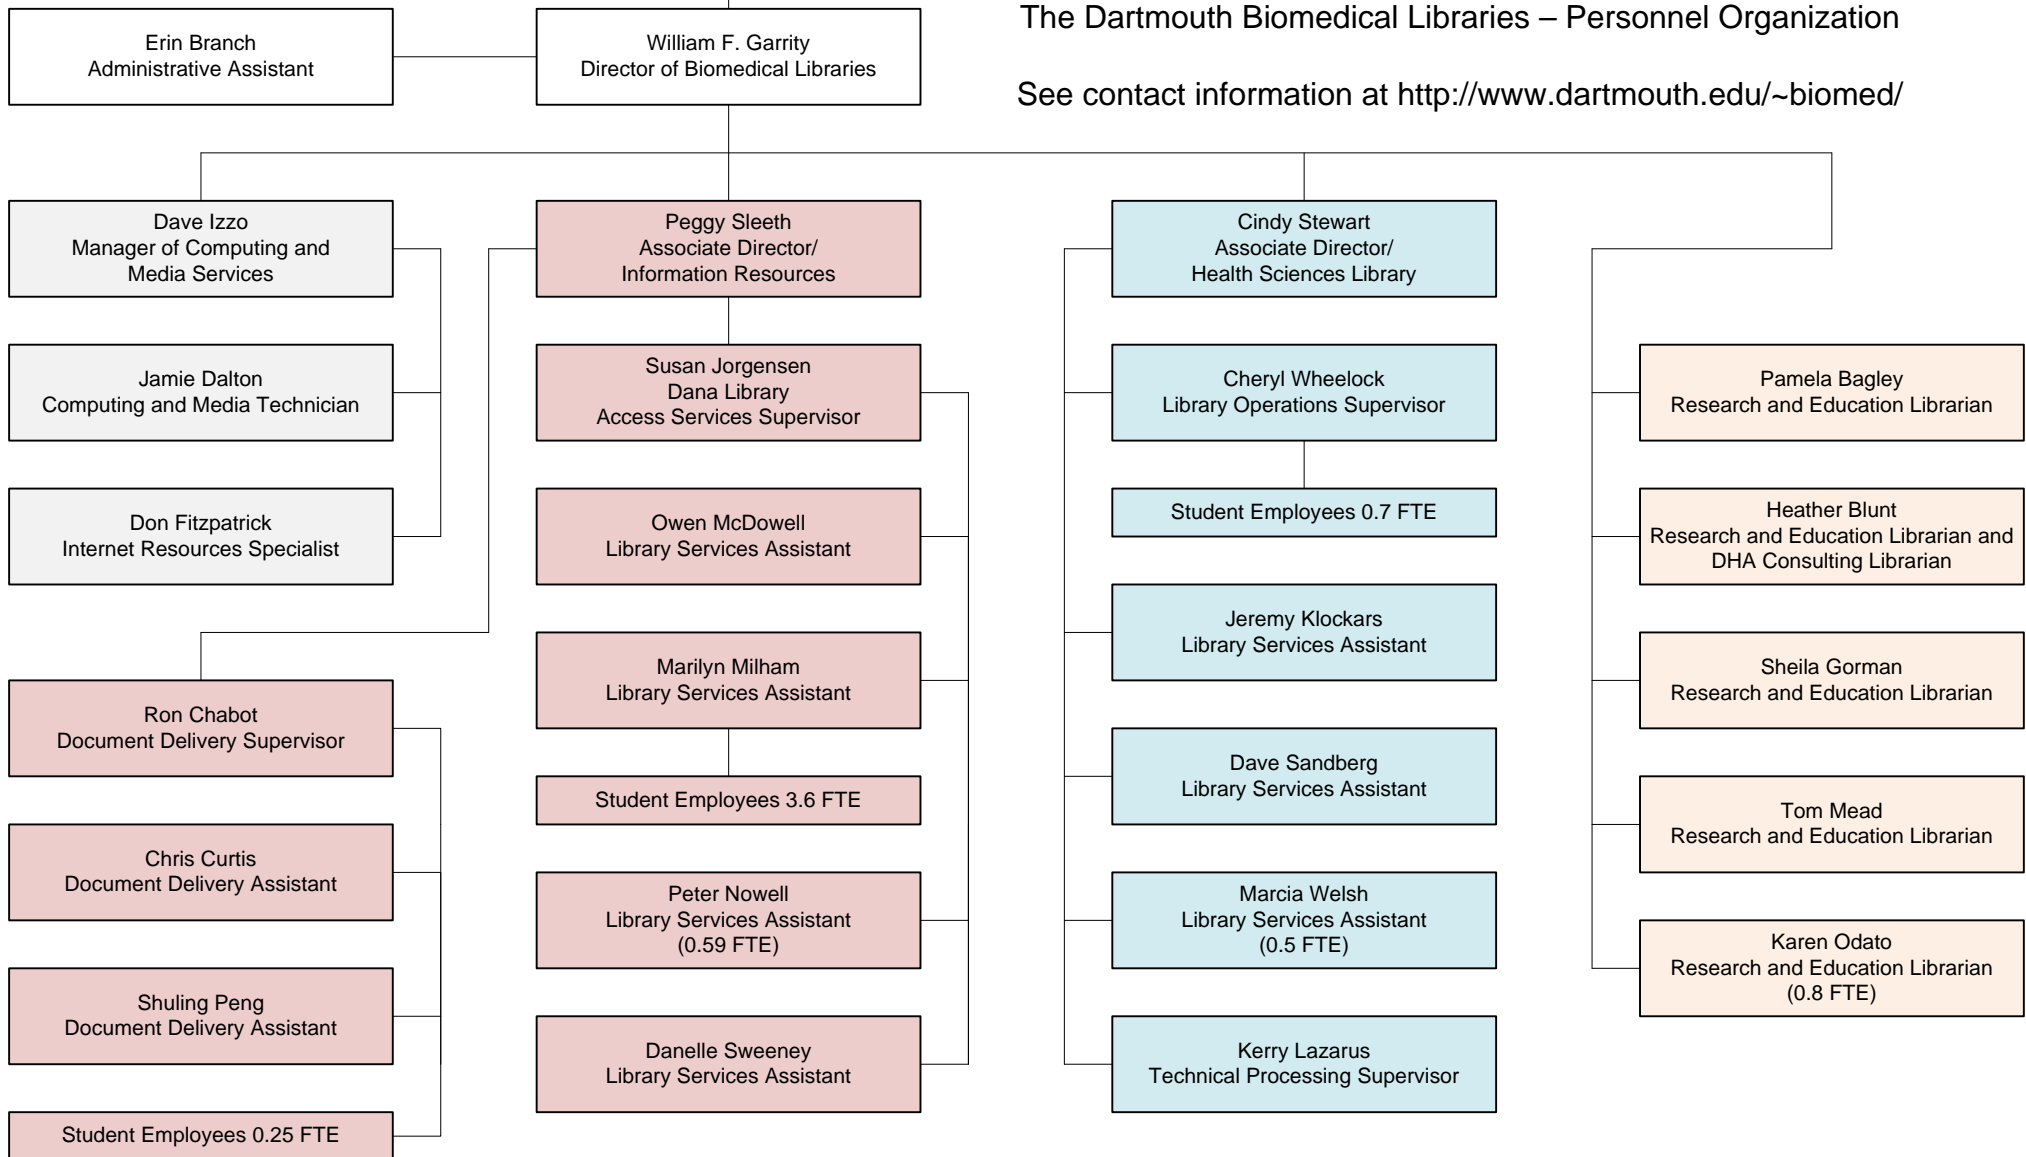 The Dartmouth Biomedical Libraries – Personnel Organization
See contact information at http://www.dartmouth.edu/~biomed/
Erin Branch
Administrative Assistant
William F. Garrity
Director of Biomedical Libraries
Dave Izzo
Manager of Computing and
Media Services
Jamie Dalton
Computing and Media Technician
Don Fitzpatrick
Internet Resources Specialist
Ron Chabot
Document Delivery Supervisor
Chris Curtis
Document Delivery Assistant
Shuling Peng
Document Delivery Assistant
Student Employees 0.25 FTE
Peggy Sleeth
Associate Director/
Information Resources
Susan Jorgensen
Dana Library
Access Services Supervisor
Owen McDowell
Library Services Assistant
Marilyn Milham
Library Services Assistant
Student Employees 3.6 FTE
Peter Nowell
Library Services Assistant
(0.59 FTE)
Danelle Sweeney
Library Services Assistant
Cindy Stewart
Associate Director/
Health Sciences Library
Cheryl Wheelock
Library Operations Supervisor
Student Employees 0.7 FTE
Jeremy Klockars
Library Services Assistant
Dave Sandberg
Library Services Assistant
Marcia Welsh
Library Services Assistant
(0.5 FTE)
Kerry Lazarus
Technical Processing Supervisor
Pamela Bagley
Research and Education Librarian
Heather Blunt
Research and Education Librarian and
DHA Consulting Librarian
Sheila Gorman
Research and Education Librarian
Tom Mead
Research and Education Librarian
Karen Odato
Research and Education Librarian
(0.8 FTE)